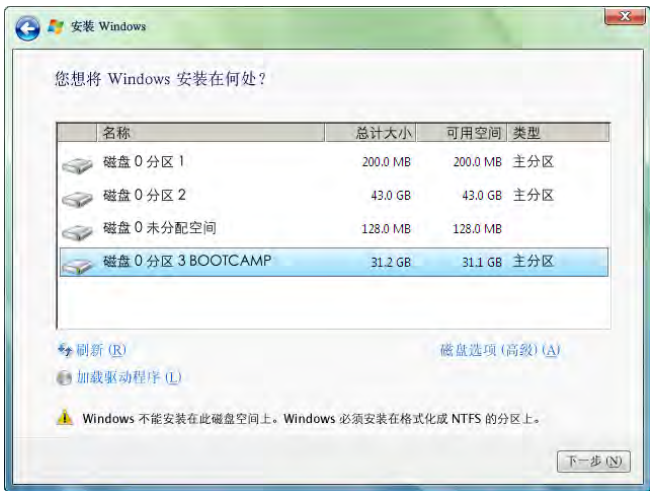 安装 Windows
您想将 Windows 安装在何处?
名称 总计大小 可用空间 类型
磁盘 0 分区 1 200.0 MB 200.0 MB 主分区
磁盘 0 分区 2 43.0 GB 43.0 GB 主分区
磁盘 0 未分配空间 128.0 MB 128.0 MB
磁盘 0 分区 3 BOOTCAMP 31.2 GB 31.1 GB 主分区
刷新 (R) 磁盘选项 (高级) (A)
加载驱动程序 (L)
Windows 不能安装在此磁盘空间上。Windows 必须安装在格式化成 NTFS 的分区上。
下一步 (N)